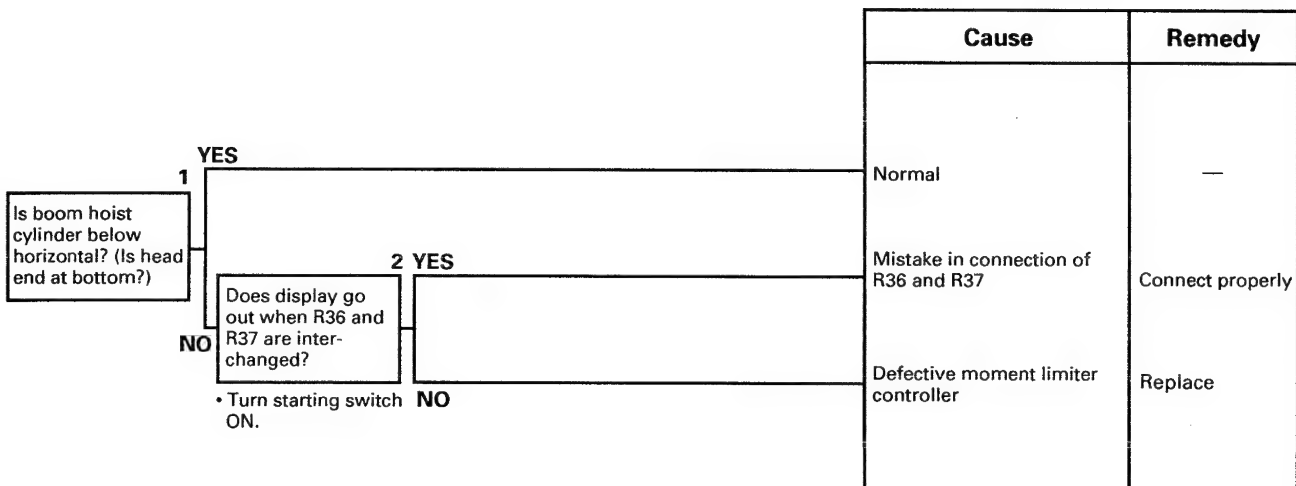 Cause Remedy
YES
1
Is boom hoist
cylinder below
horizontal? (Is head
end at bottom?)
Normal —
2 YES
Does display go
out when R36 and
R37 are inter-
changed?
NO
• Turn starting switch
ON.
NO
Mistake in connection of
R36 and R37
Connect properly
Defective moment limiter
controller
Replace